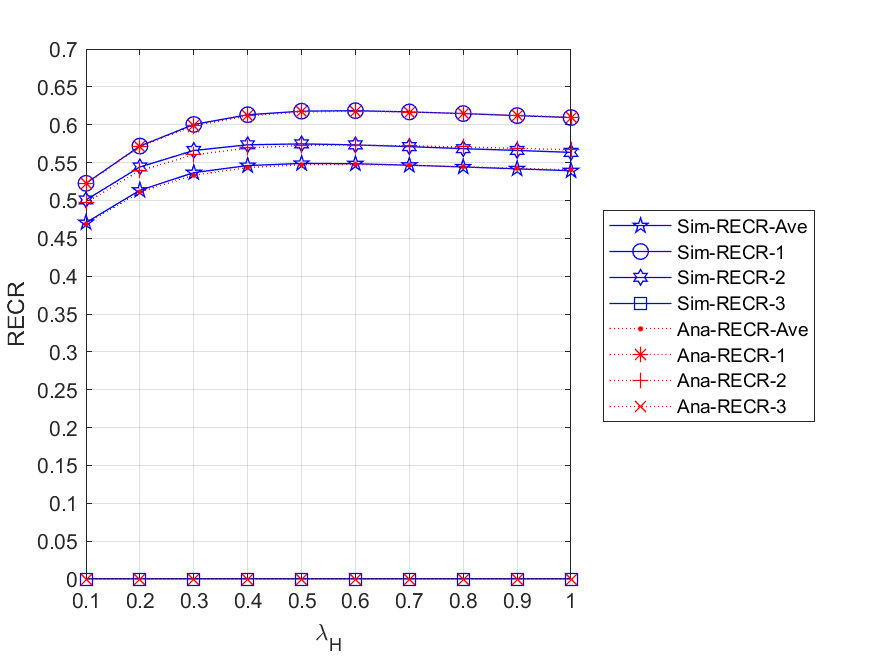 0.7
0.65
0.6
0.55
0.5
0.45
0.4
0.35
0.3
0.25
0.2
0.15
0.1
0.05
0
RECR
0.1 0.2 0.3 0.4 0.5 0.6 0.7 0.8 0.9 1
λH
Sim-RECR-Ave
Sim-RECR-1
Sim-RECR-2
Sim-RECR-3
Ana-RECR-Ave
Ana-RECR-1
Ana-RECR-2
Ana-RECR-3